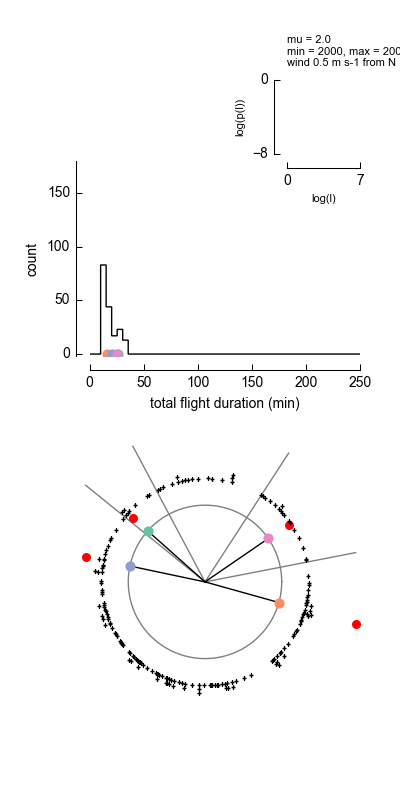 mu = 2.0
min = 2000, max = 200
wind 0.5 m s-1 from N
0
−8
log(p(l))
0 7
log(l)
150
100
50
0
count
0 50 100 150 200 250
total flight duration (min)